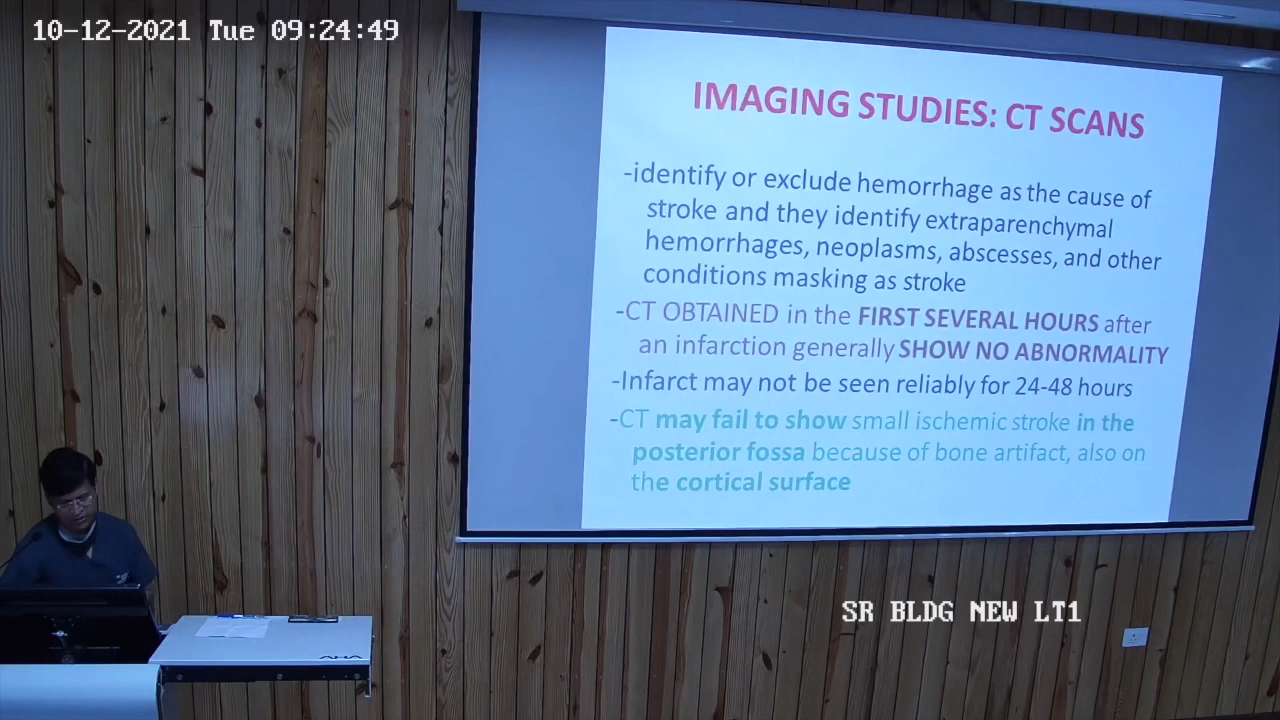 10-12-2021 Tue 09:24:49
IMAGING STUDIES: CT SCANS
-identify or exclude hemorrhage as the cause of
stroke and they identify extraparenchymal
hemorrhages, neoplasms, abscesses, and other
conditions masking as stroke
-CT OBTAINED in the FIRST SEVERAL HOURS after
an infarction generally SHOW NO ABNORMALITY
-Infarct may not be seen reliably for 24-48 hours
-CT may fail to show small ischemic stroke in the
posterior fossa because of bone artifact, also on
the cortical surface
SR BLDG NEW LT1
AHA